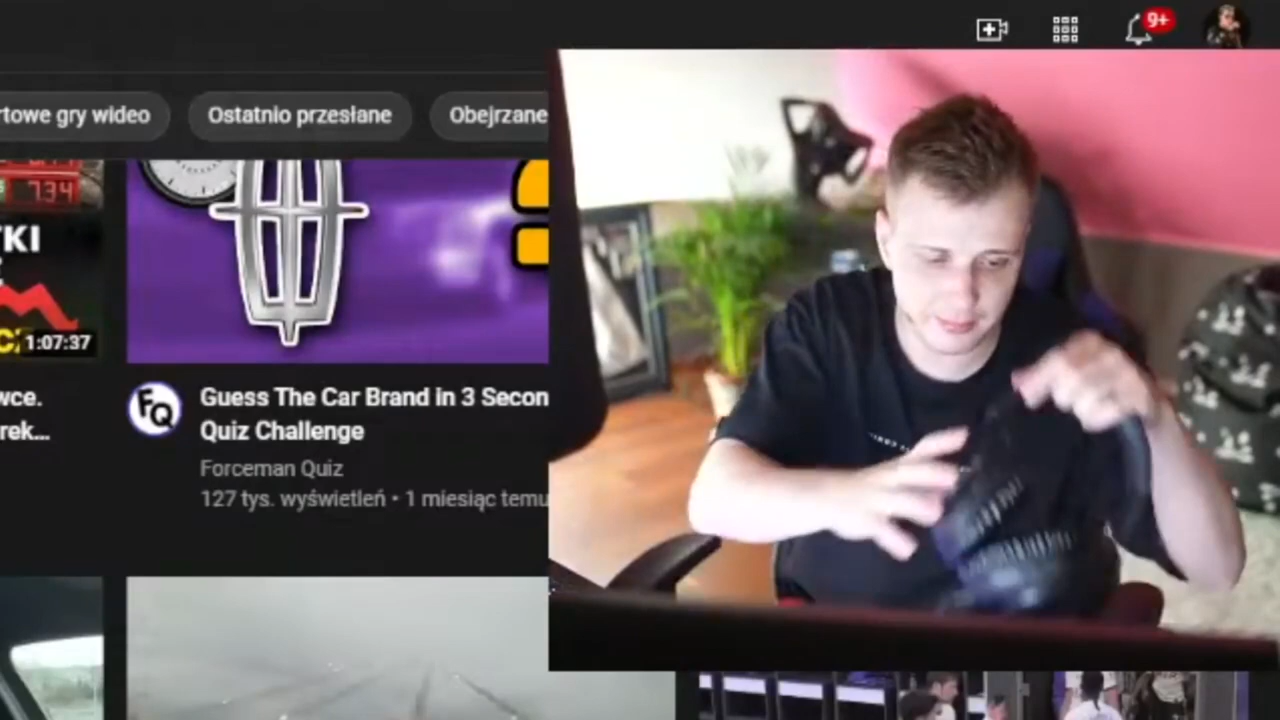 9+
rtowe gry wideo
Ostatnio przesłane
Obejrzane
734
TKI
1:07:37
wce.
rek...
FQ
Guess The Car Brand in 3 Secon
Quiz Challenge
Forceman Quiz
127 tys. wyświetleń • 1 miesiąc temu